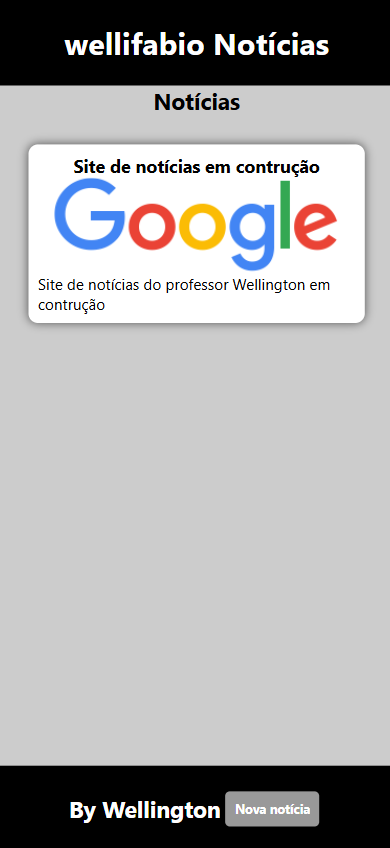 wellifabio Notícias
Notícias
Site de notícias em contrução
Google
Site de notícias do professor Wellington em
contrução
By Wellington Nova notícia